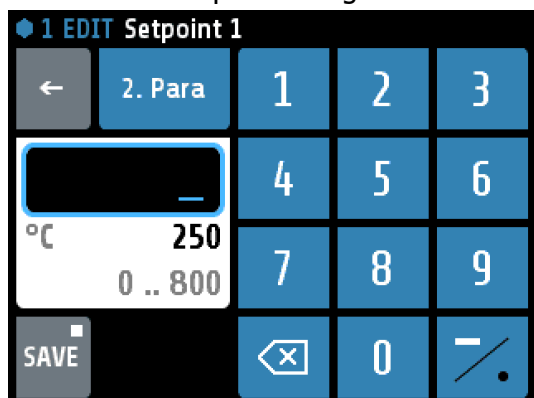 1 EDIT Setpoint 1
← 2. Para 1 2 3
_ 4 5 6
°C 250
0 .. 800 7 8 9
SAVE 0 −/.